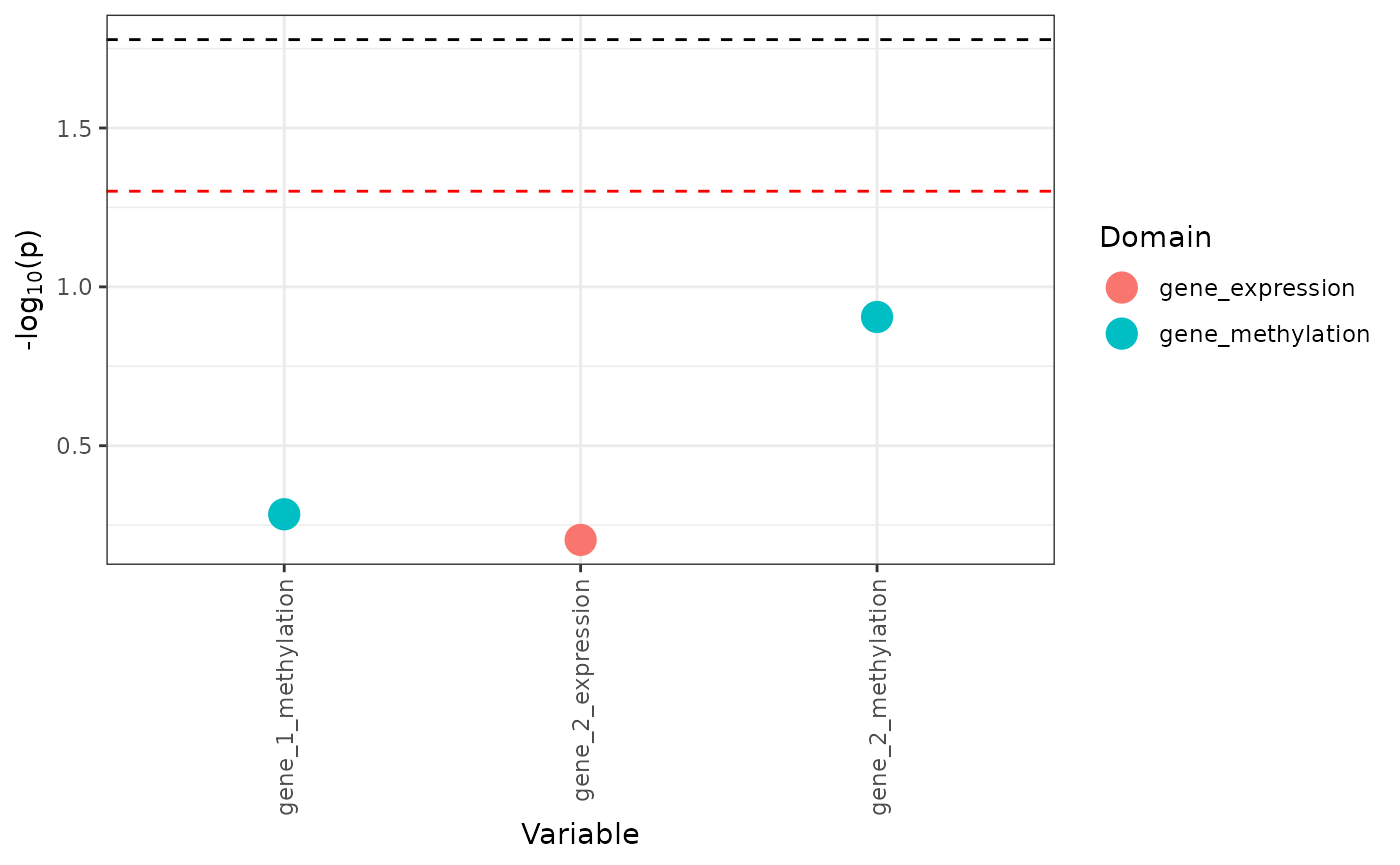 -log10(p)
1.5
1.0
0.5
gene_1_methylation
gene_2_expression
gene_2_methylation
Variable
Domain
gene_expression
gene_methylation